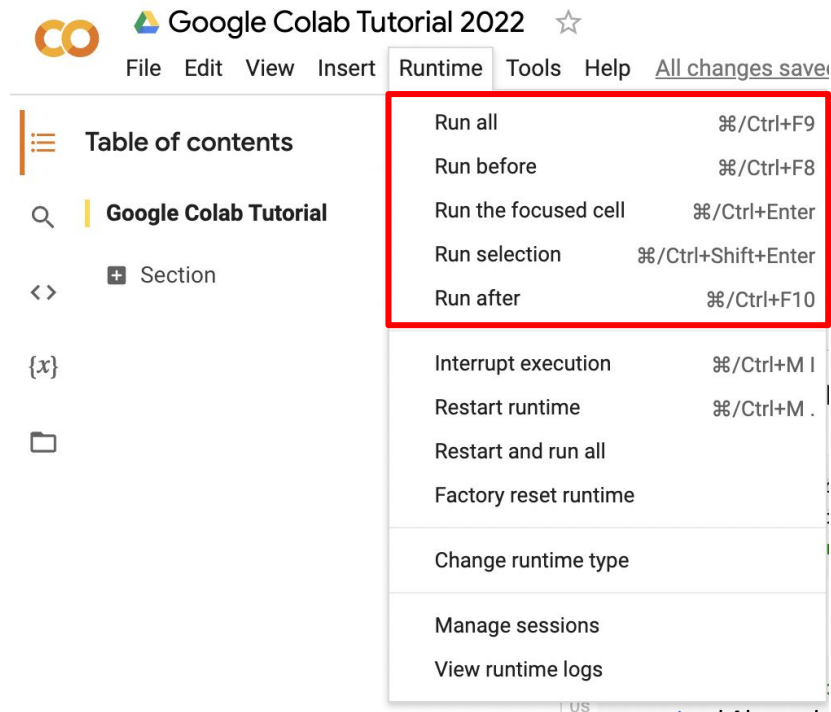 Google Colab Tutorial 2022
File Edit View Insert Runtime Tools Help All changes save
Table of contents
Google Colab Tutorial
Section
{x}
Run all ⌘/Ctrl+F9
Run before ⌘/Ctrl+F8
Run the focused cell ⌘/Ctrl+Enter
Run selection ⌘/Ctrl+Shift+Enter
Run after ⌘/Ctrl+F10
Interrupt execution ⌘/Ctrl+M I
Restart runtime ⌘/Ctrl+M .
Restart and run all
Factory reset runtime
Change runtime type
Manage sessions
View runtime logs